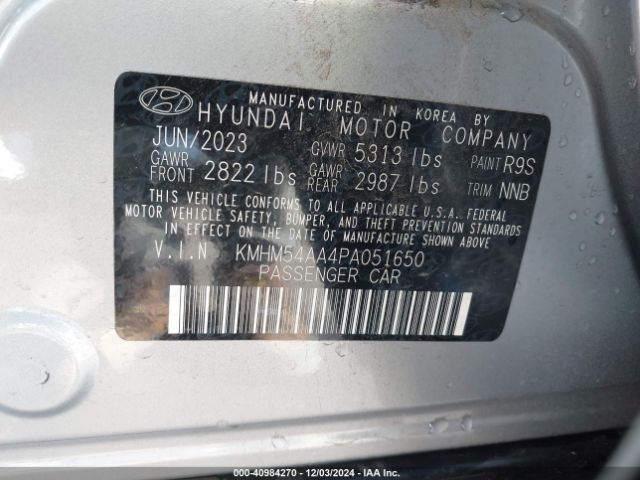 MANUFACTURED IN KOREA BY
HYUNDAI MOTOR COMPANY
JUN/2023 GVWR 5313 lbs PAINT R9S
GAWR FRONT 2822 lbs GAWR REAR 2987 lbs TRIM NNB
THIS VEHICLE CONFORMS TO ALL APPLICABLE U.S.A. FEDERAL
MOTOR VEHICLE SAFETY, BUMPER, AND THEFT PREVENTION STANDARDS
IN EFFECT ON THE DATE OF MANUFACTURE SHOWN ABOVE.
V.I.N KMHM54AA4PA051650
PASSENGER CAR
000-40984270 - 12/03/2024 - IAA Inc.